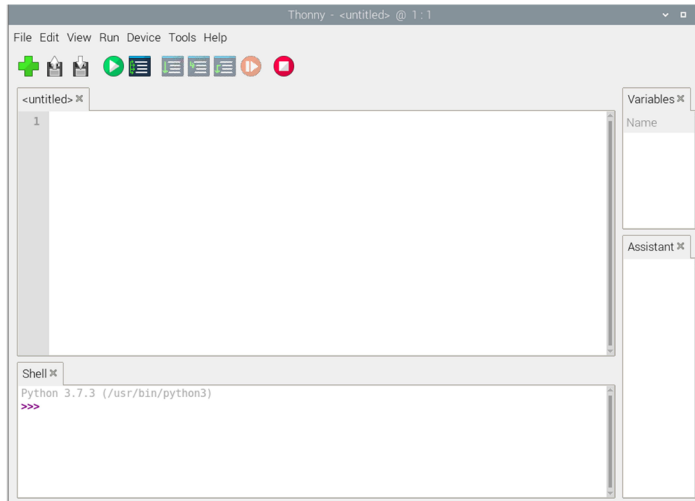 Thonny - <untitled> @ 1 : 1
File Edit View Run Device Tools Help
<untitled>
1
Variables
Name
Assistant
Shell
Python 3.7.3 (/usr/bin/python3)
>>>